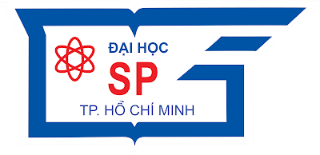 ĐẠI HỌC
SP
TP. HỒ CHÍ MINH